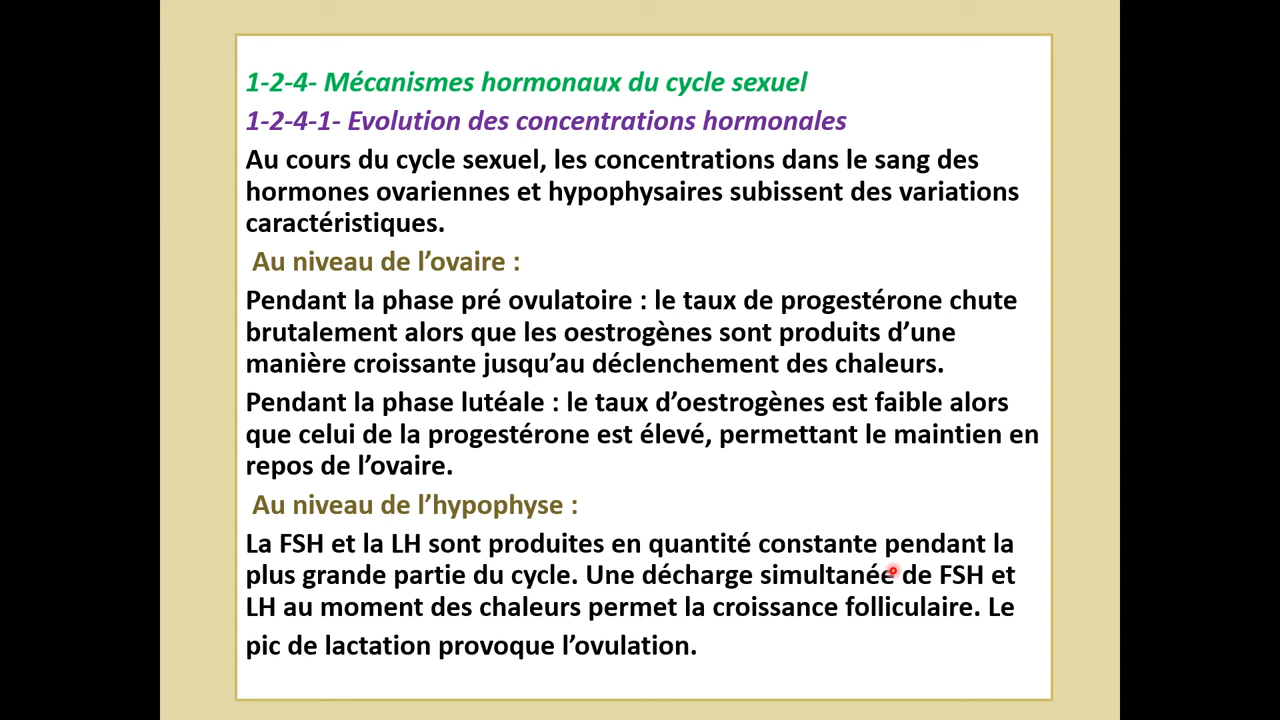 1-2-4- Mécanismes hormonaux du cycle sexuel
1-2-4-1- Evolution des concentrations hormonales
Au cours du cycle sexuel, les concentrations dans le sang des
hormones ovariennes et hypophysaires subissent des variations
caractéristiques.
Au niveau de l’ovaire :
Pendant la phase pré ovulatoire : le taux de progestérone chute
brutalement alors que les oestrogènes sont produits d’une
manière croissante jusqu’au déclenchement des chaleurs.
Pendant la phase lutéale : le taux d’oestrogènes est faible alors
que celui de la progestérone est élevé, permettant le maintien en
repos de l’ovaire.
Au niveau de l’hypophyse :
La FSH et la LH sont produites en quantité constante pendant la
plus grande partie du cycle. Une décharge simultanée de FSH et
LH au moment des chaleurs permet la croissance folliculaire. Le
pic de lactation provoque l’ovulation.